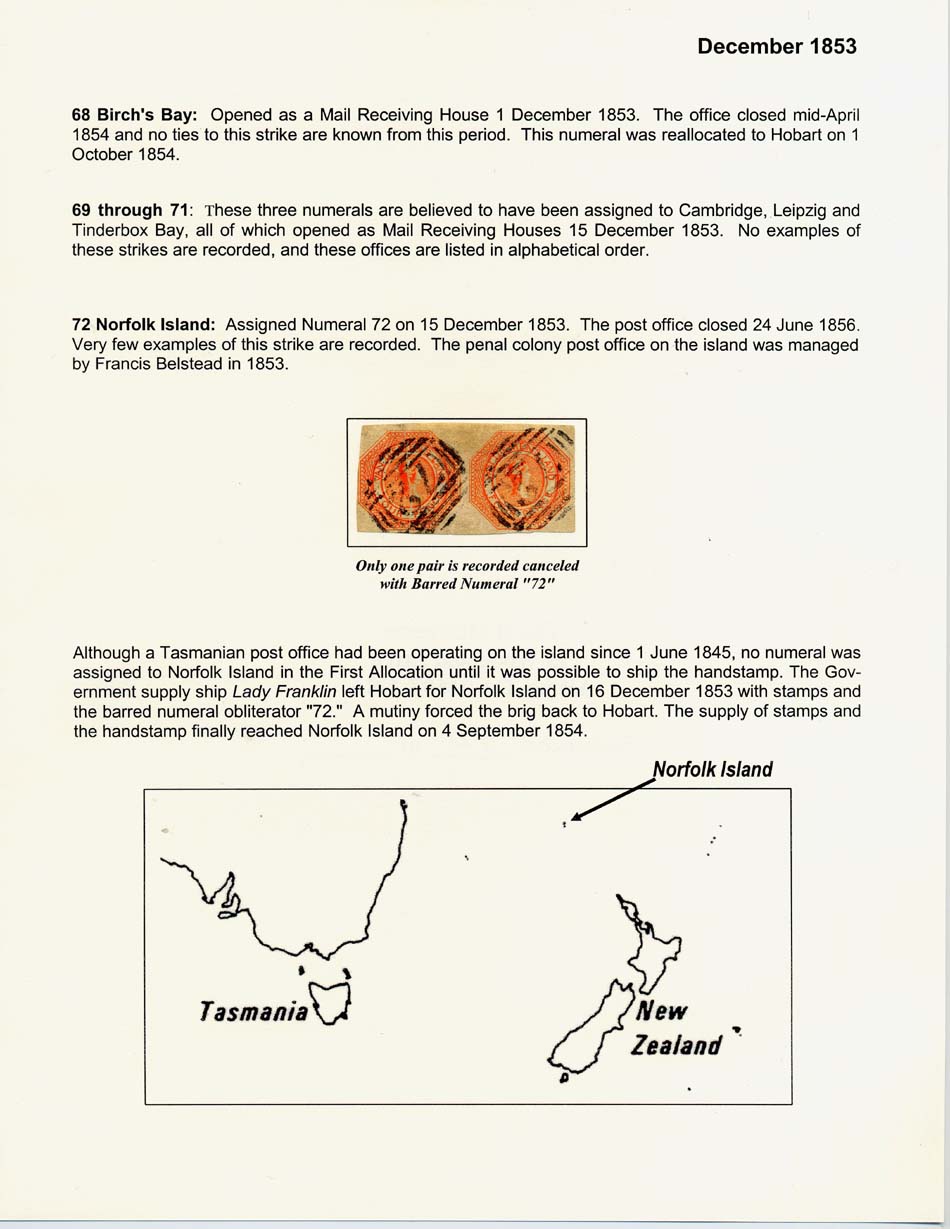 December 1853
68 Birch's Bay: Opened as a Mail Receiving House 1 December 1853. The office closed mid-April
1854 and no ties to this strike are known from this period. This numeral was reallocated to Hobart on 1
October 1854.
69 through 71: These three numerals are believed to have been assigned to Cambridge, Leipzig and
Tinderbox Bay, all of which opened as Mail Receiving Houses 15 December 1853. No examples of
these strikes are recorded, and these offices are listed in alphabetical order.
72 Norfolk Island: Assigned Numeral 72 on 15 December 1853. The post office closed 24 June 1856.
Very few examples of this strike are recorded. The penal colony post office on the island was managed
by Francis Belstead in 1853.
Only one pair is recorded canceled
with Barred Numeral "72"
Although a Tasmanian post office had been operating on the island since 1 June 1845, no numeral was
assigned to Norfolk Island in the First Allocation until it was possible to ship the handstamp. The Gov-
ernment supply ship Lady Franklin left Hobart for Norfolk Island on 16 December 1853 with stamps and
the barred numeral obliterator "72." A mutiny forced the brig back to Hobart. The supply of stamps and
the handstamp finally reached Norfolk Island on 4 September 1854.
Norfolk Island
Tasmania
New
Zealand